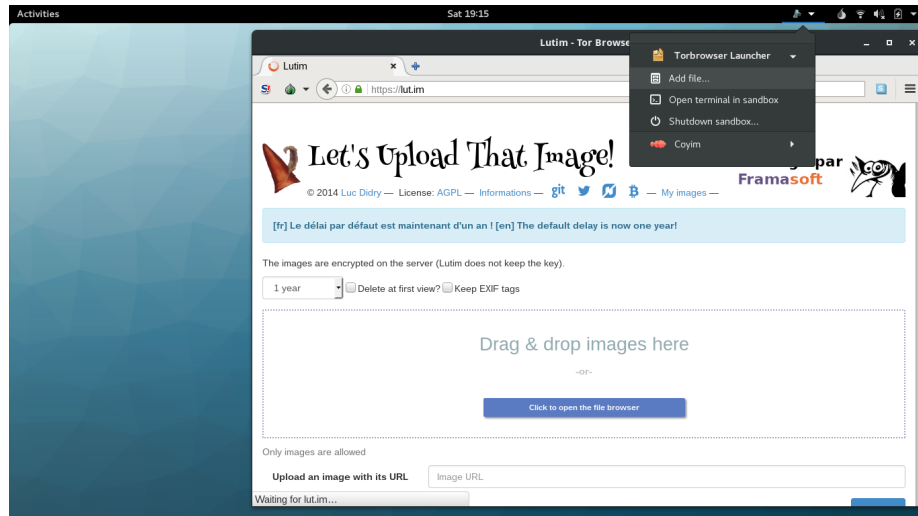 Activities
Sat 19:15
Lutim - Tor Browse
Torbrowser Launcher
Add file...
Open terminal in sandbox
Shutdown sandbox...
Coyim
Lutim
https://lut.im
Let's Upload That Image!
par
Framasoft
© 2014 Luc Didry — License: AGPL — Informations — git — My images —
[fr] Le délai par défaut est maintenant d'un an ! [en] The default delay is now one year!
The images are encrypted on the server (Lutim does not keep the key).
1 year
Delete at first view?
Keep EXIF tags
Drag & drop images here
-or-
Click to open the file browser
Only images are allowed
Upload an image with its URL
Image URL
Waiting for lut.im...